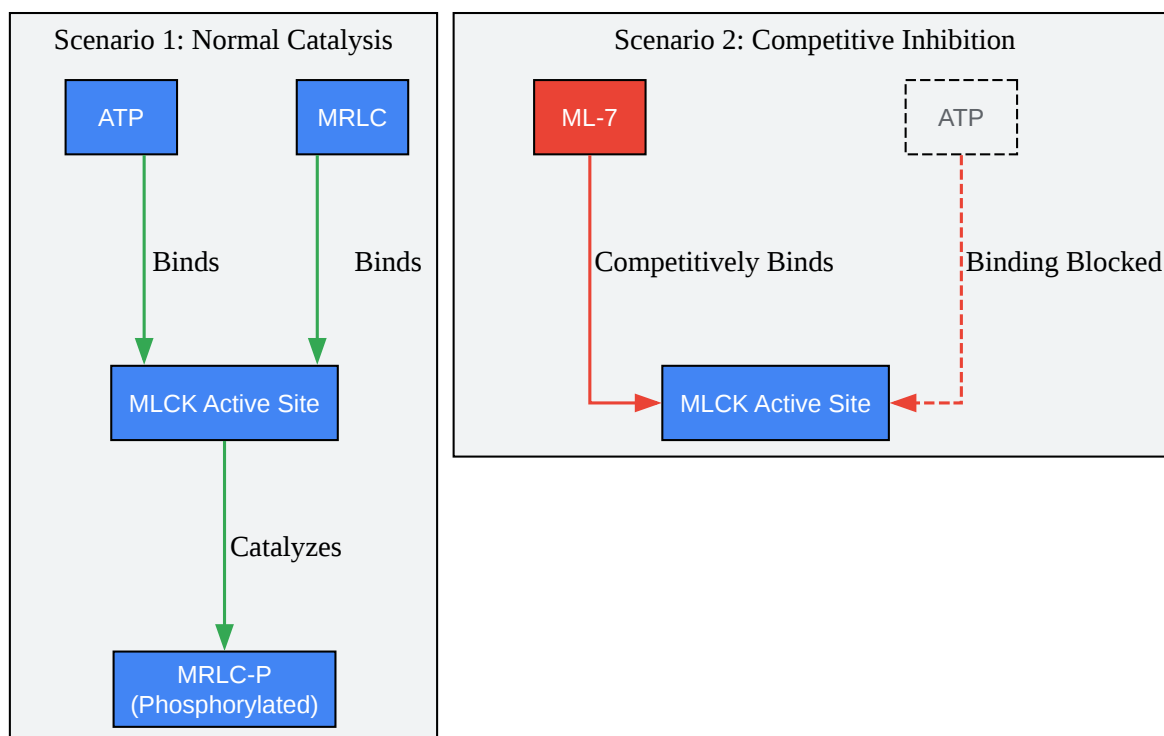 Scenario 1: Normal Catalysis
ATP
MRLC
Binds
Binds
MLCK Active Site
Catalyzes
MRLC-P
(Phosphorylated)
Scenario 2: Competitive Inhibition
ML-7
ATP
Competitively Binds
Binding Blocked
MLCK Active Site